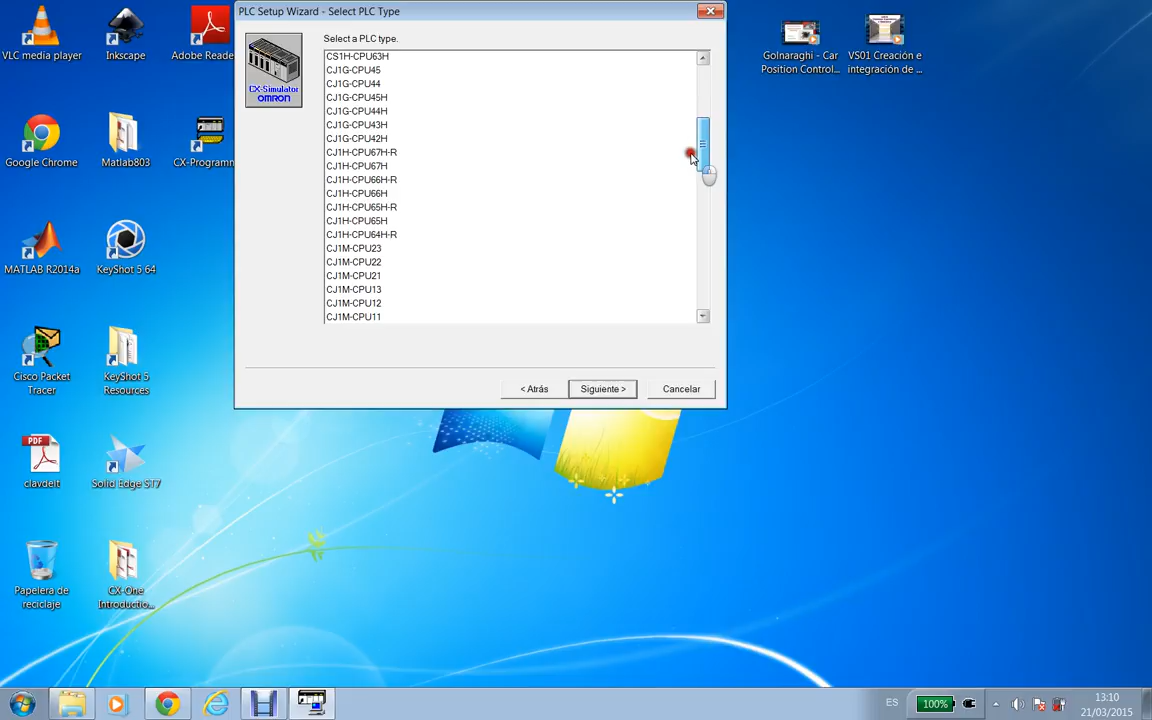 PLC Setup Wizard - Select PLC Type
CX-Simulator
OMRON
Select a PLC type.
CS1H-CPU63H
CJ1G-CPU45
CJ1G-CPU44
CJ1G-CPU45H
CJ1G-CPU44H
CJ1G-CPU43H
CJ1G-CPU42H
CJ1H-CPU67H-R
CJ1H-CPU67H
CJ1H-CPU66H-R
CJ1H-CPU66H
CJ1H-CPU65H-R
CJ1H-CPU65H
CJ1H-CPU64H-R
CJ1M-CPU23
CJ1M-CPU22
CJ1M-CPU21
CJ1M-CPU13
CJ1M-CPU12
CJ1M-CPU11
< Atrás
Siguiente >
Cancelar
VLC media player
Inkscape
Adobe Reade
Google Chrome
Matlab803
CX-Programm
MATLAB R2014a
KeyShot 5 64
Cisco Packet
Tracer
KeyShot 5
Resources
PDF
clavdelt
Solid Edge ST7
Papelera de
reciclaje
CX-One
Introductio...
Golnaraghi - Car
Position Control...
VS01 Creación e
integración de ...
ES
100%
13:10
21/03/2015